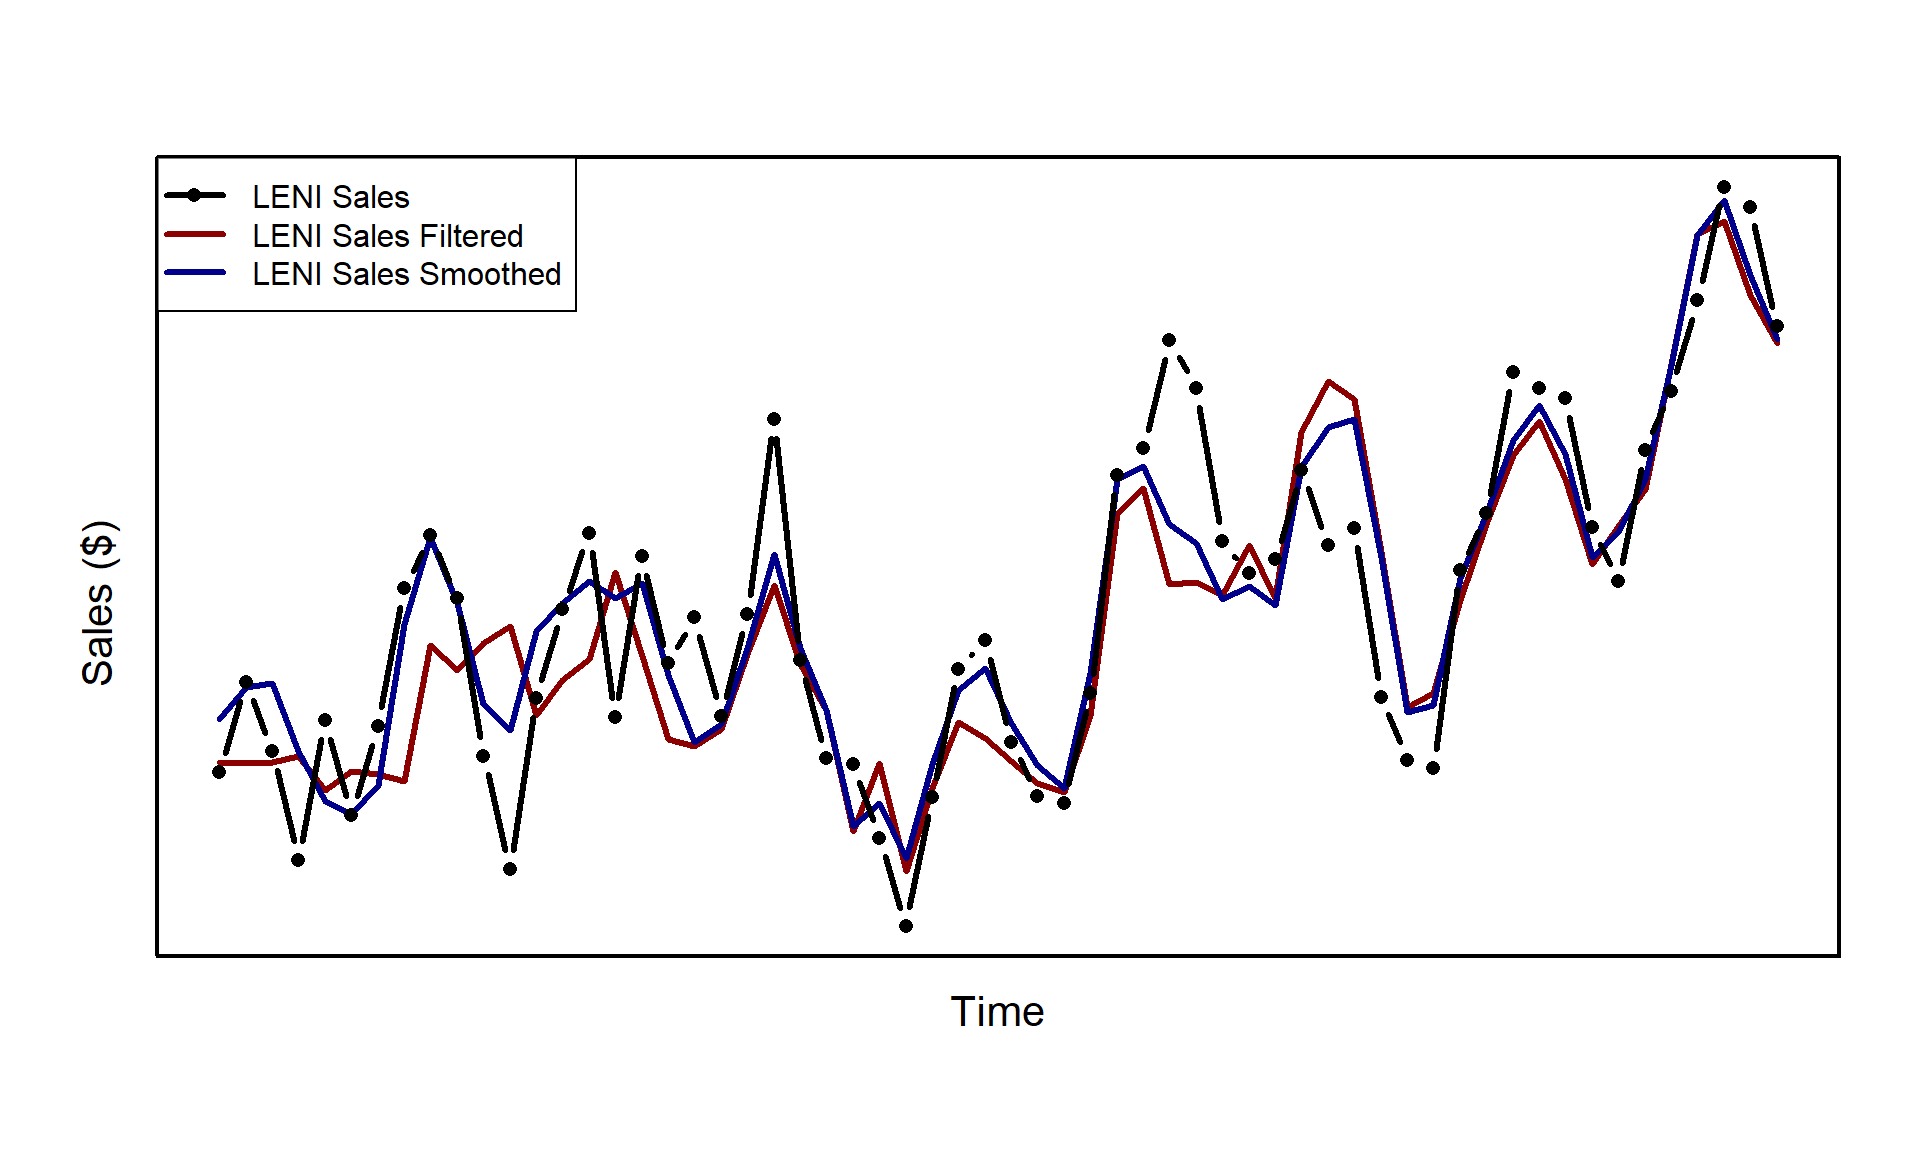 LENI Sales
LENI Sales Filtered
LENI Sales Smoothed
Sales ($)
Time